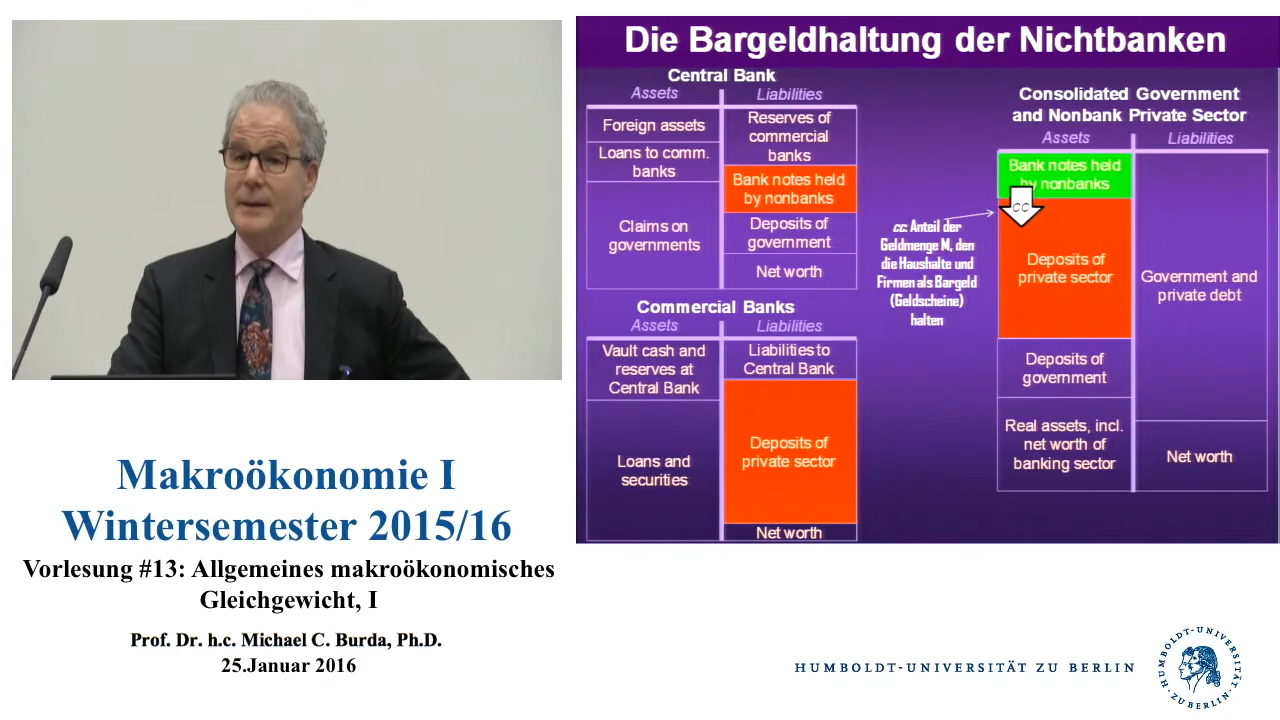 Die Bargeldhaltung der Nichtbanken
Central Bank
Assets
Liabilities
Foreign assets
Loans to comm.
banks
Claims on
governments
Reserves of
commercial
banks
Bank notes held
by nonbanks
Deposits of
government
Net worth
Commercial Banks
Assets
Liabilities
Vault cash and
reserves at
Central Bank
Loans and
securities
Liabilities to
Central Bank
Deposits of
private sector
Net worth
cc Anteil der
Geldmenge M, den
die Haushalte und
Firmen als Bargeld
(Geldscheine)
halten
Consolidated Government
and Nonbank Private Sector
Assets
Liabilities
Bank notes held
by nonbanks
cc
Deposits of
private sector
Deposits of
government
Real assets, incl.
net worth of
banking sector
Government and
private debt
Net worth
Makroökonomie I
Wintersemester 2015/16
Vorlesung #13: Allgemeines makroökonomisches
Gleichgewicht, I
Prof. Dr. h.c. Michael C. Burda, Ph.D.
25.Januar 2016
HUMBOLDT-UNIVERSITÄT ZU BERLIN
HUMBOLDT-UNIVERSITÄT
· ZU BERLIN ·